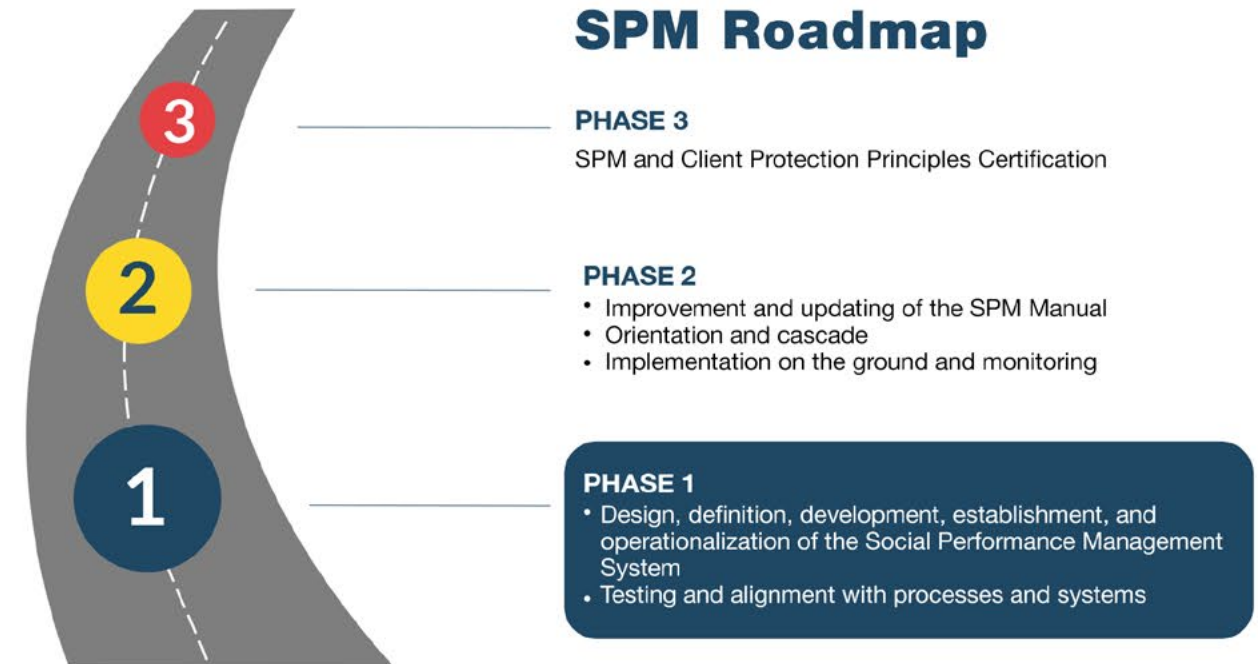 SPM Roadmap
3
PHASE 3
SPM and Client Protection Principles Certification
2
PHASE 2
• Improvement and updating of the SPM Manual
• Orientation and cascade
• Implementation on the ground and monitoring
1
PHASE 1
• Design, definition, development, establishment, and
operationalization of the Social Performance Management
System
• Testing and alignment with processes and systems